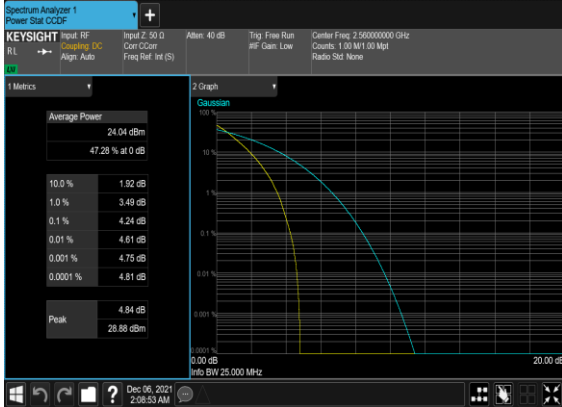 Spectrum Analyzer 1
Power Stat CCDF
+
KEYSIGHT
Input: RF
Input Z: 50 Ω
Atten: 40 dB
Trig: Free Run
Center Freq: 2.560000000 GHz
RL
Coupling: DC
Corr CCorr
#IF Gain: Low
Counts: 1.00 M/1.00 Mpt
Align: Auto
Freq Ref: Int (S)
Radio Std: None
1 Metrics
2 Graph
Gaussian
Average Power
24.04 dBm
47.28 % at 0 dB
10.0 % 1.92 dB
1.0 % 3.49 dB
0.1 % 4.24 dB
0.01 % 4.61 dB
0.001 % 4.75 dB
0.0001 % 4.81 dB
Peak
4.84 dB
28.88 dBm
100 %
10 %
1 %
0.1 %
0.01 %
0.001 %
0.0001 %
0.00 dB
20.00 dB
Info BW 25.000 MHz
?
Dec 06, 2021
2:08:53 AM